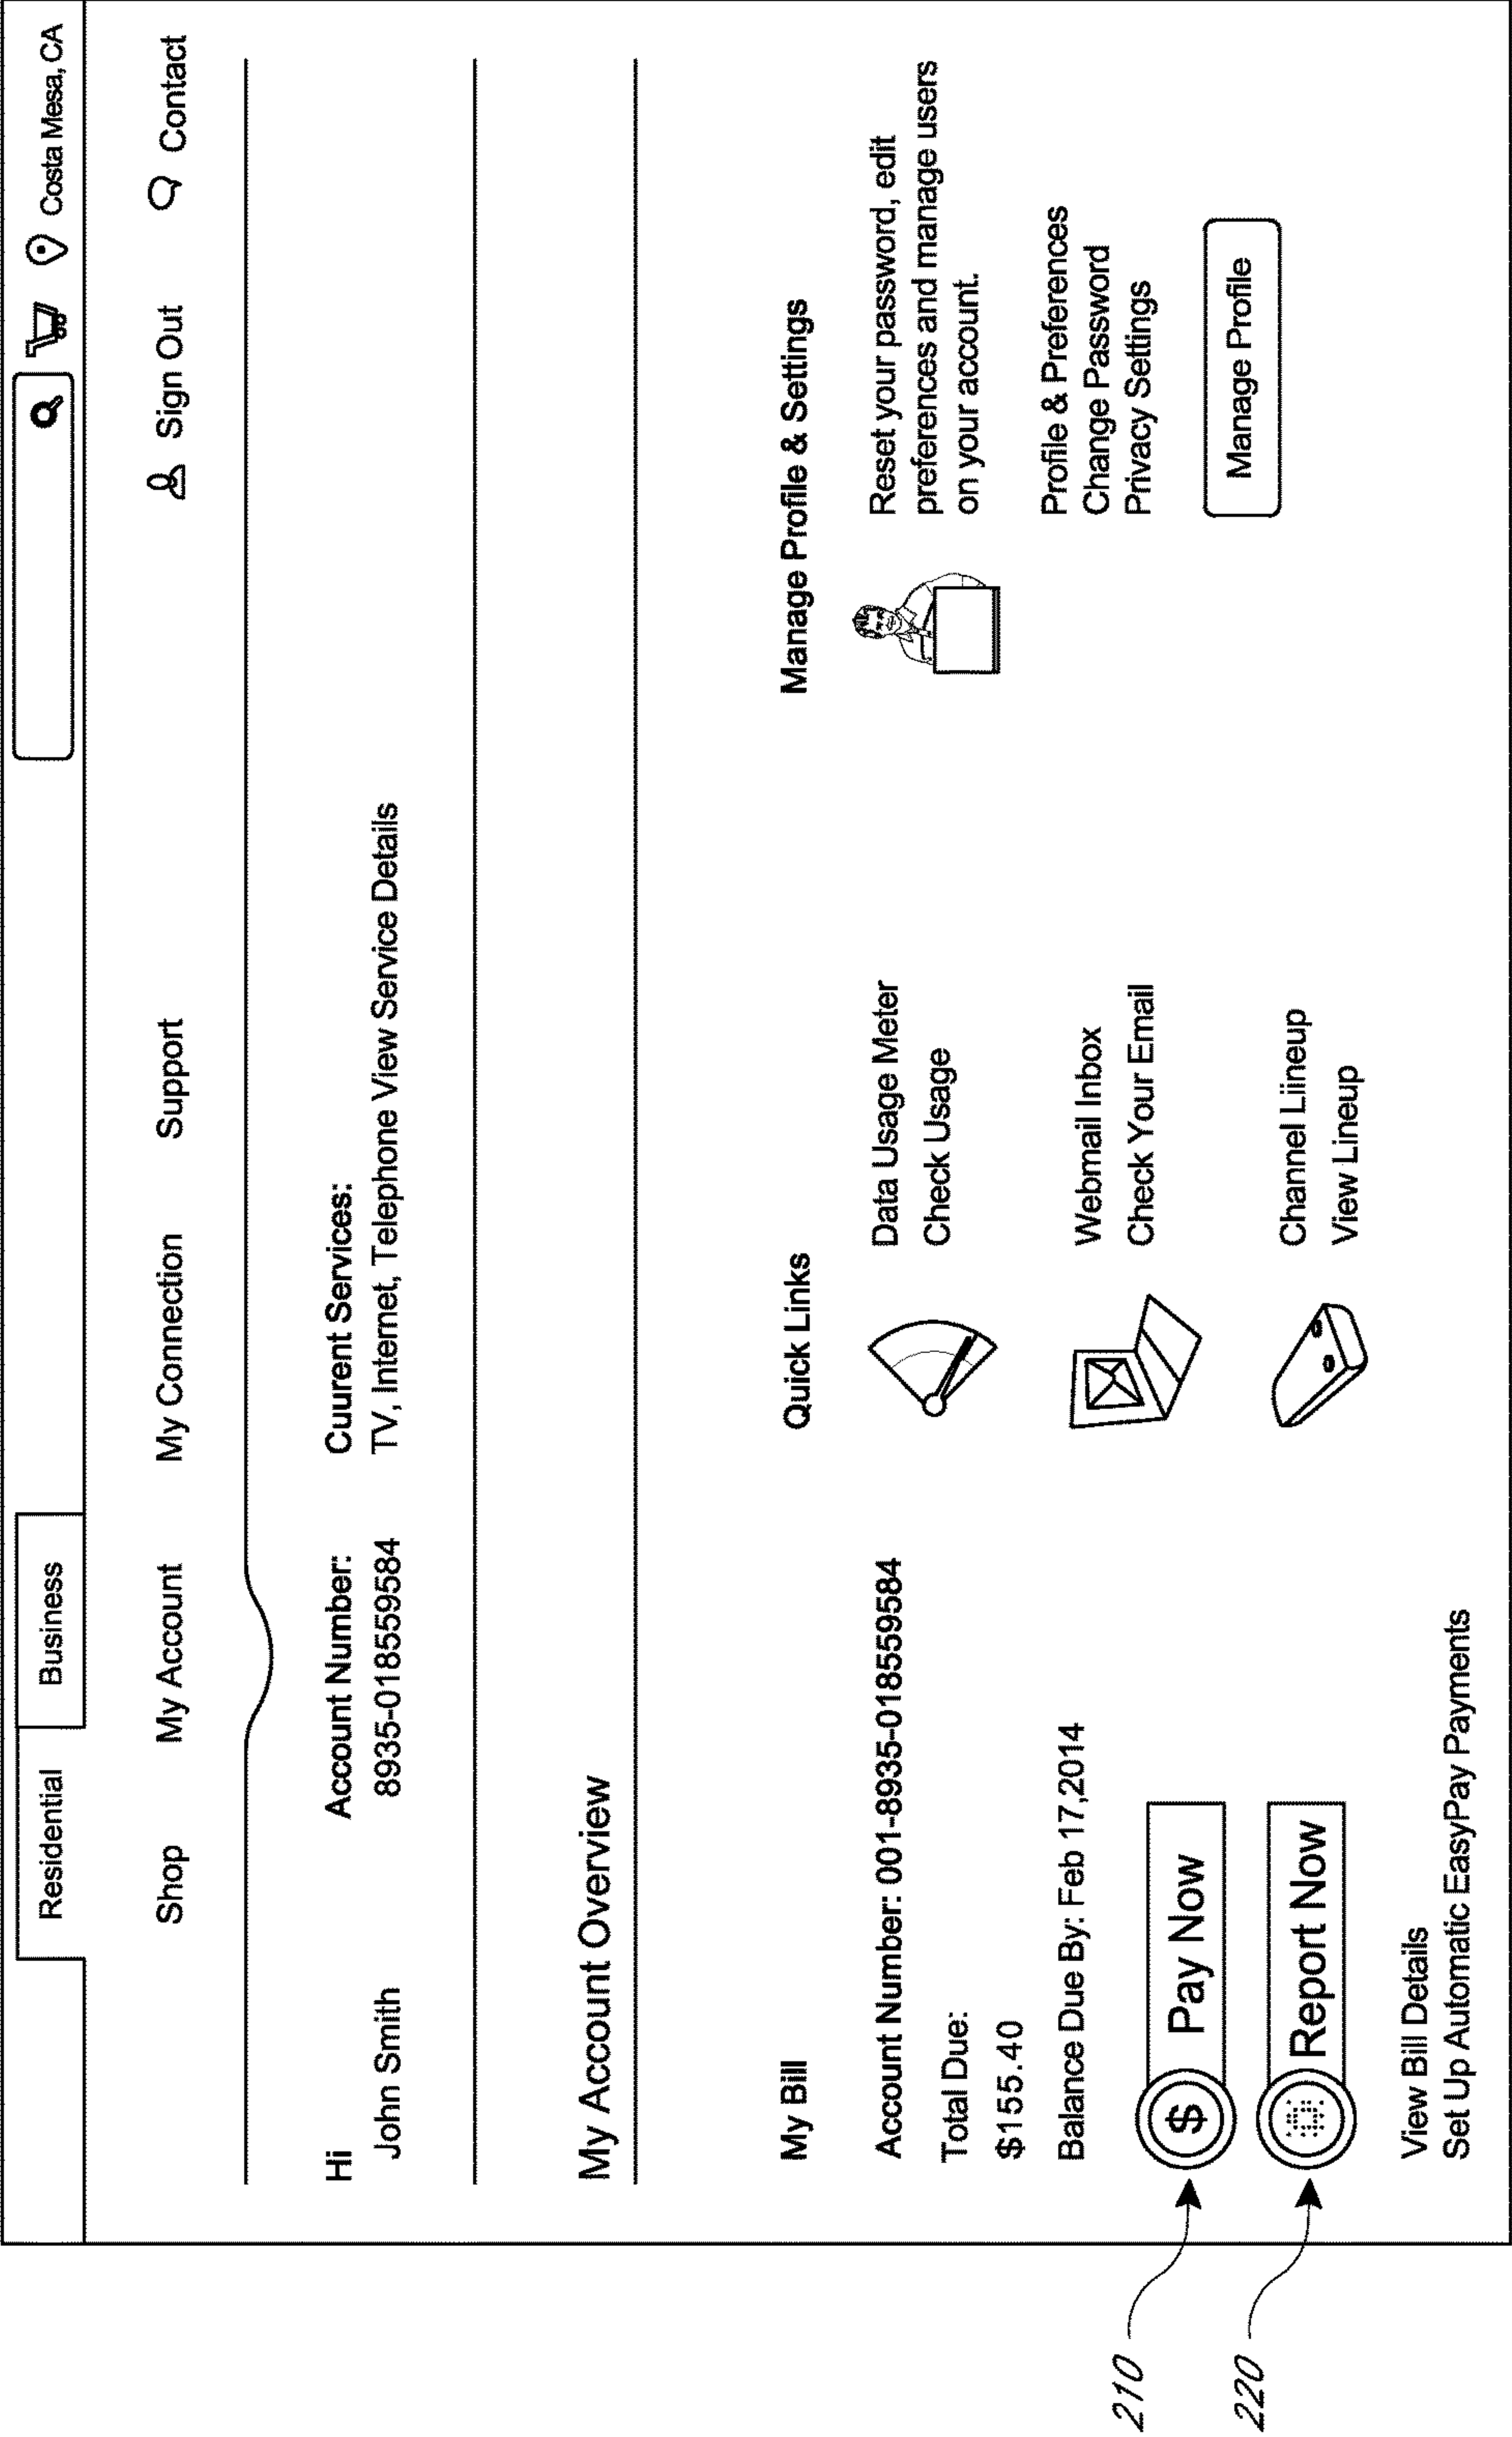 Residential
Business
Costa Mesa, CA
Shop
My Account
My Connection
Support
Sign Out
Contact
Hi
John Smith
Account Number:
8935-018559584
Cuurent Services:
TV, Internet, Telephone View Service Details
My Account Overview
My Bill
Account Number: 001-8935-018559584
Total Due:
$155.40
Balance Due By: Feb 17,2014
$ Pay Now
Report Now
View Bill Details
Set Up Automatic EasyPay Payments
210
220
Quick Links
Data Usage Meter
Check Usage
Webmail Inbox
Check Your Email
Channel Liineup
View Lineup
Manage Profile & Settings
Reset your password, edit
preferences and manage users
on your account.
Profile & Preferences
Change Password
Privacy Settings
Manage Profile